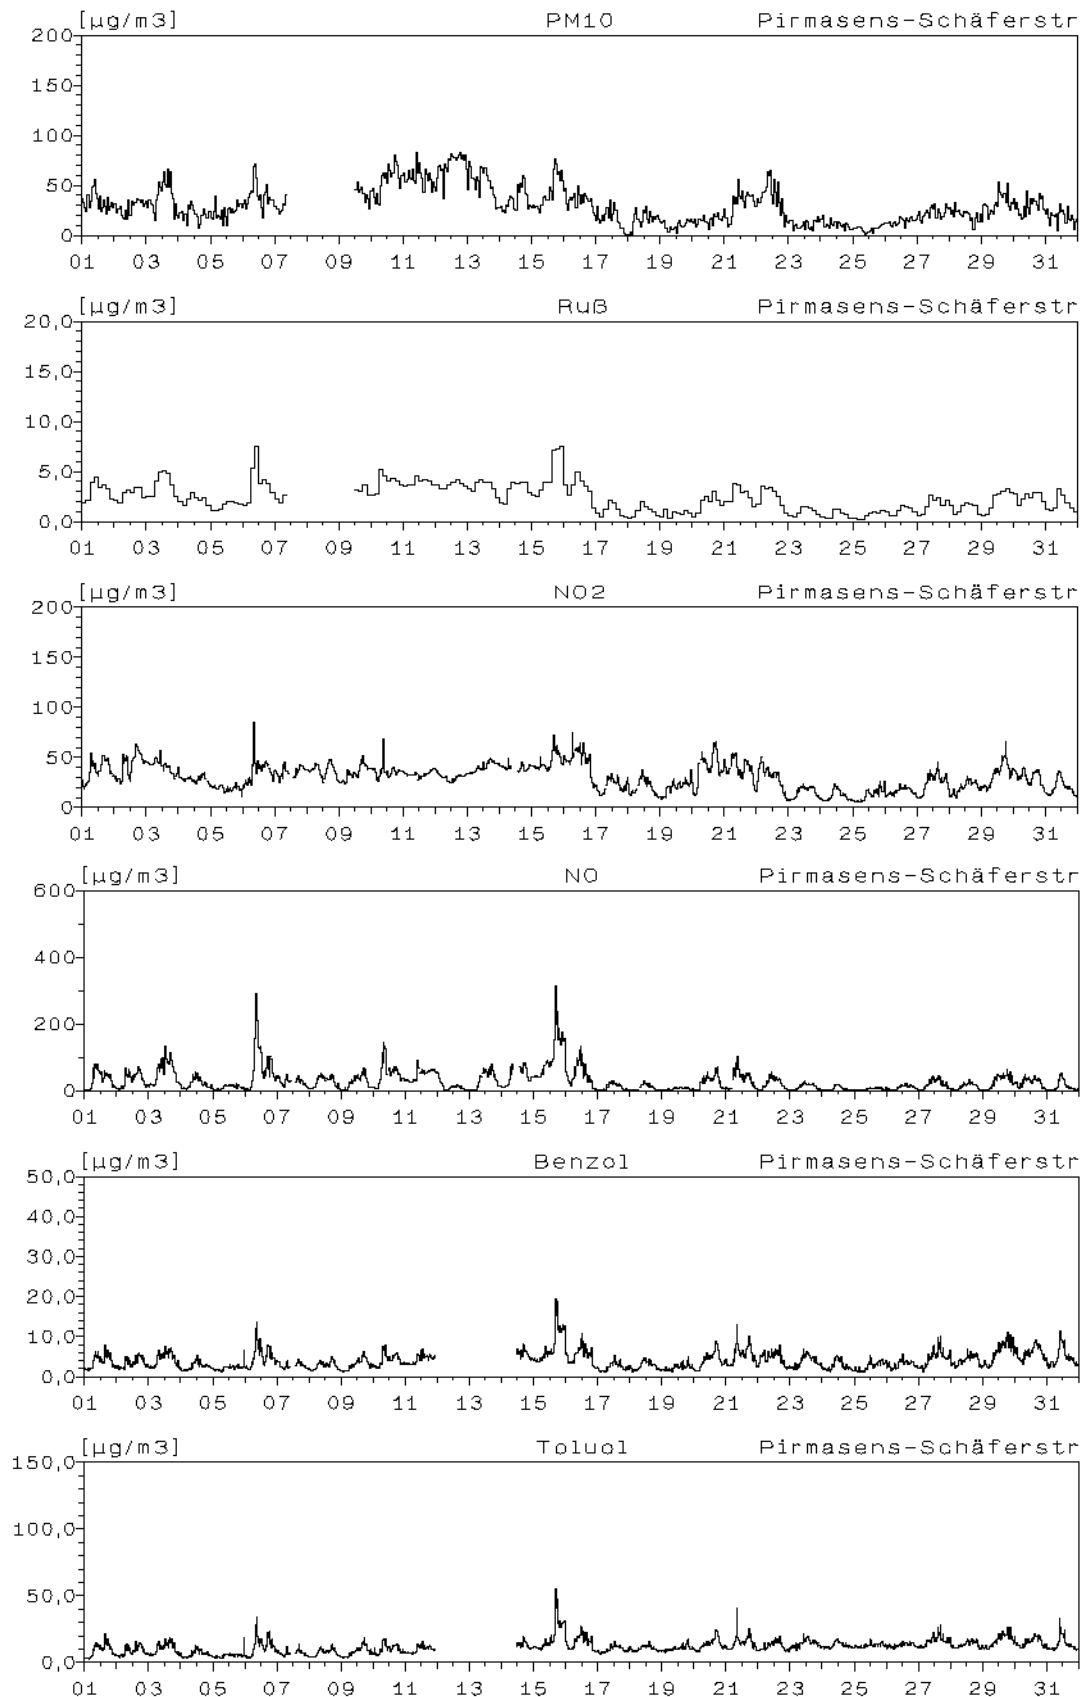 [µg/m3] PM10 Pirmasens-Schäferstr
200
150
100
50
0
01 03 05 07 09 11 13 15 17 19 21 23 25 27 29 31
[µg/m3] Ruß Pirmasens-Schäferstr
20,0
15,0
10,0
5,0
0,0
01 03 05 07 09 11 13 15 17 19 21 23 25 27 29 31
[µg/m3] NO2 Pirmasens-Schäferstr
200
150
100
50
0
01 03 05 07 09 11 13 15 17 19 21 23 25 27 29 31
[µg/m3] NO Pirmasens-Schäferstr
600
400
200
0
01 03 05 07 09 11 13 15 17 19 21 23 25 27 29 31
[µg/m3] Benzol Pirmasens-Schäferstr
50,0
40,0
30,0
20,0
10,0
0,0
01 03 05 07 09 11 13 15 17 19 21 23 25 27 29 31
[µg/m3] Toluol Pirmasens-Schäferstr
150,0
100,0
50,0
0,0
01 03 05 07 09 11 13 15 17 19 21 23 25 27 29 31